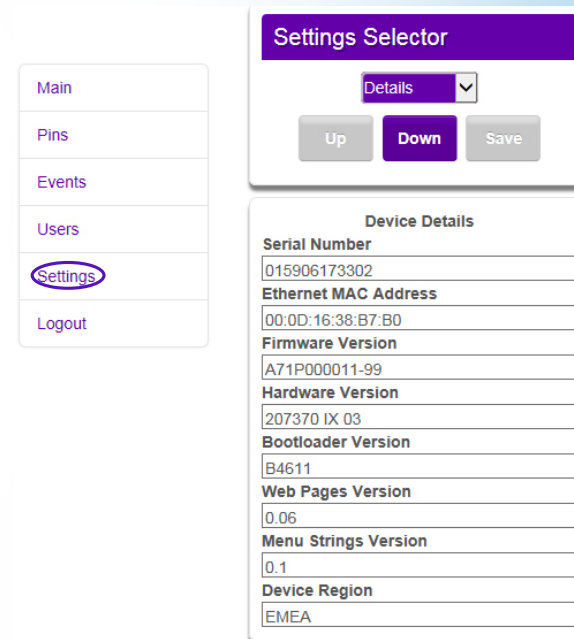 Main
Pins
Events
Users
Settings
Logout
Settings Selector
Details
Up Down Save
Device Details
Serial Number
015906173302
Ethernet MAC Address
00:0D:16:38:B7:B0
Firmware Version
A71P000011-99
Hardware Version
207370 IX 03
Bootloader Version
B4611
Web Pages Version
0.06
Menu Strings Version
0.1
Device Region
EMEA